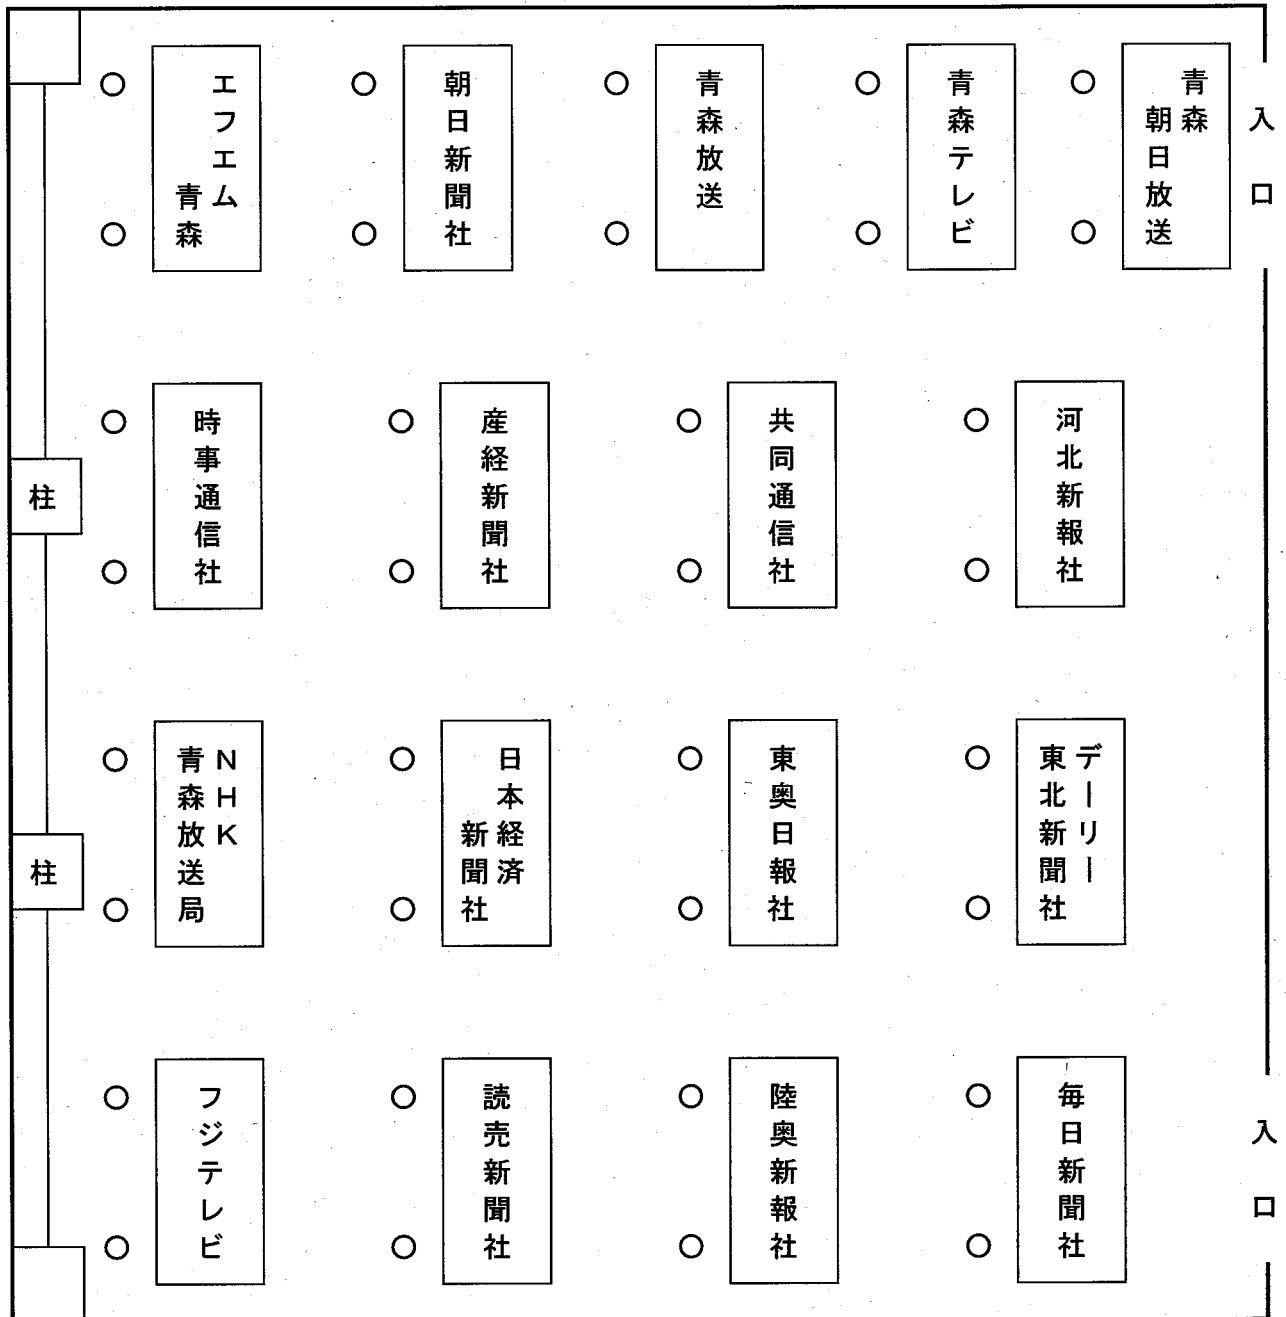 エフエム
青森
朝日新聞社
青森放送
青森テレビ
青森
朝日放送
入口
時事通信社
産経新聞社
共同通信社
河北新報社
柱
NHK
青森放送局
日本経済
新聞社
東奥日報社
デーリー
東北新聞社
柱
フジテレビ
読売新聞社
陸奥新報社
毎日新聞社
入口